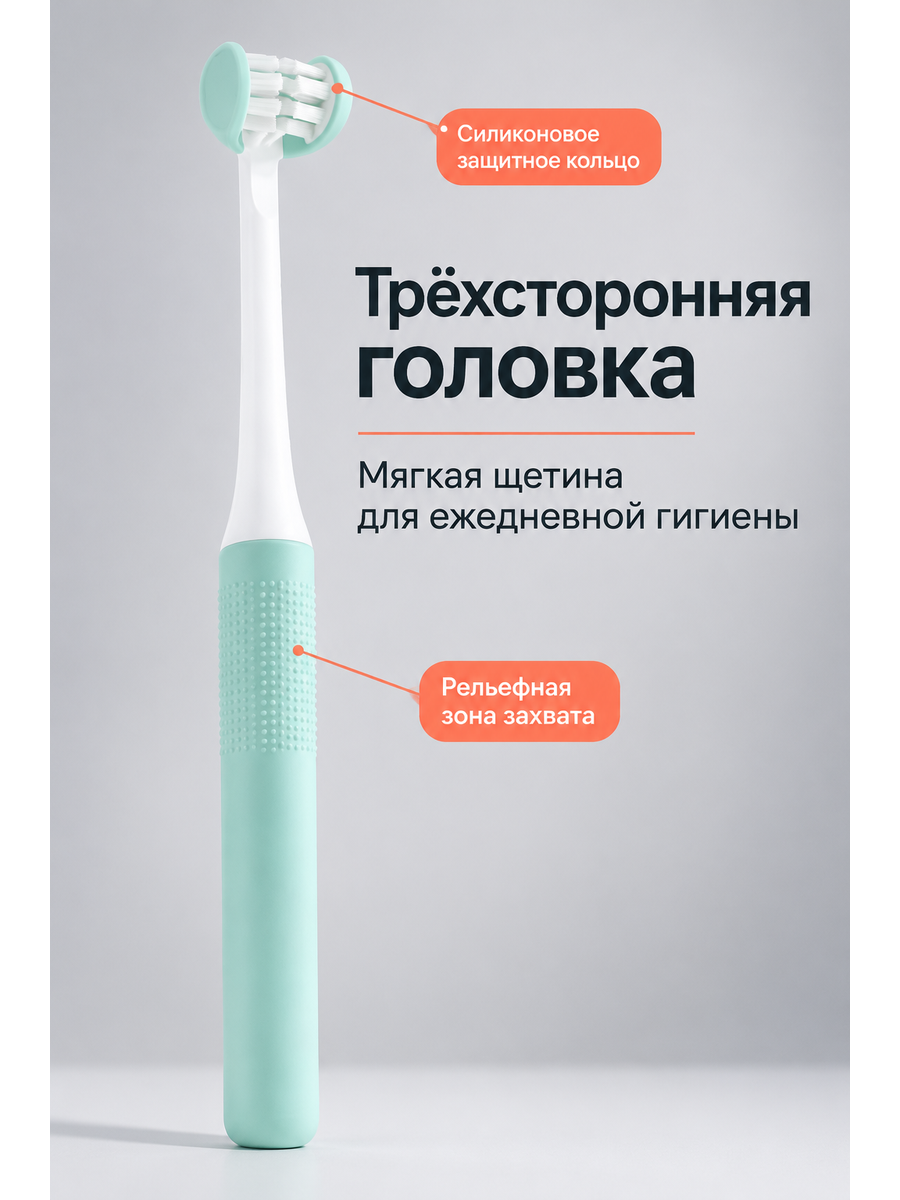 Силиконовое
защитное кольцо
Трёхсторонняя
головка
Мягкая щетина
для ежедневной гигиены
Рельефная
зона захвата